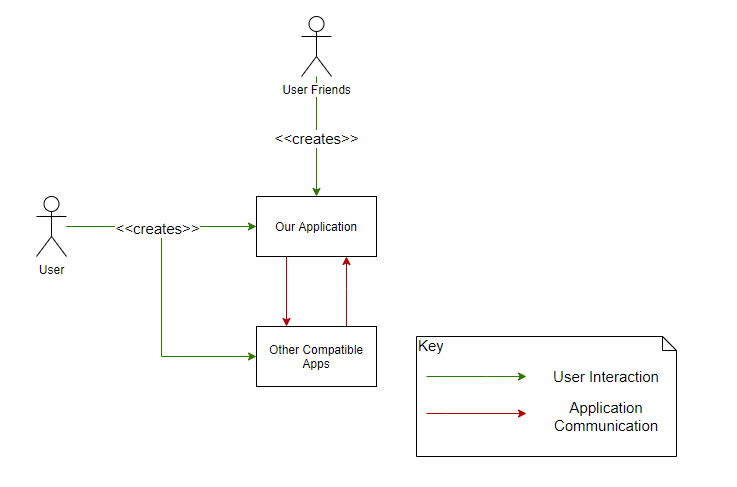 User Friends
<<creates>>
Our Application
<<creates>>
User
Other Compatible
Apps
Key
User Interaction
Application
Communication